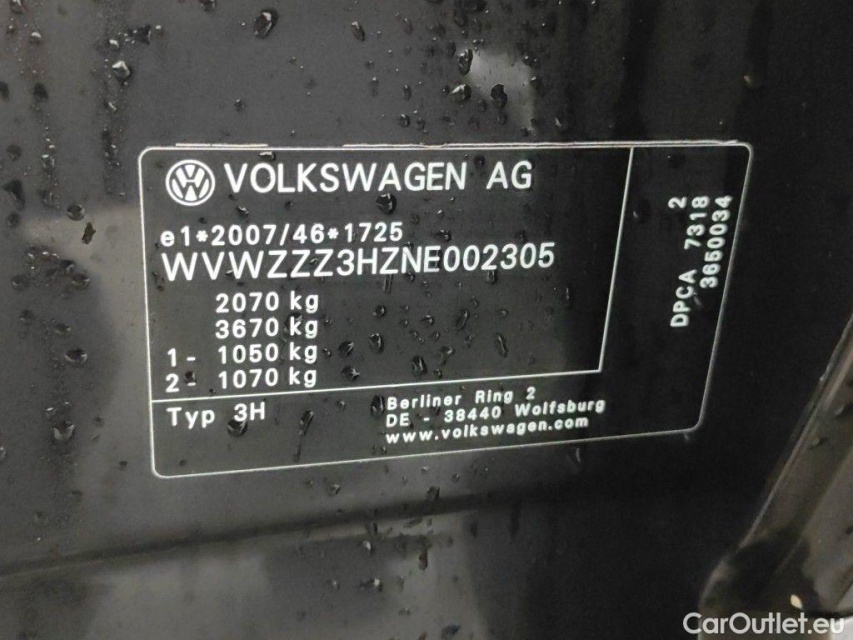 VOLKSWAGEN AG
e1*2007/46*1725
WVWZZZ3HZNE002305
2070 kg
3670 kg
1- 1050 kg
2- 1070 kg
Typ 3H
Berliner Ring 2
DE - 38440 Wolfsburg
www.volkswagen.com
2
DPCA 7318
3650034
CarOutlet.eu